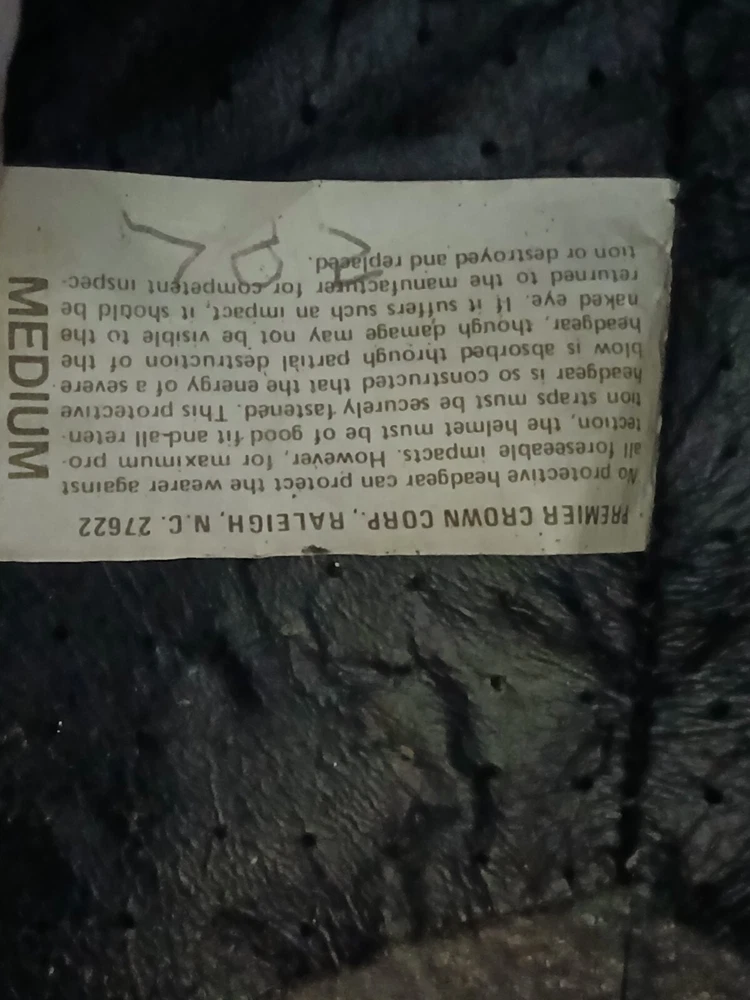 PREMIER CROWN CORP., RALEIGH, N.C. 27622
No protective headgear can protect the wearer against
all foreseeable impacts. However, for maximum pro-
tection, the helmet must be of good fit and all reten-
tion straps must be securely fastened. This protective
headgear is so constructed that the energy of a severe
blow is absorbed through partial destruction of the
headgear, though damage may not be visible to the
naked eye. If it suffers such an impact, it should be
returned to the manufacturer for competent inspec-
tion or destroyed and replaced.
MEDIUM